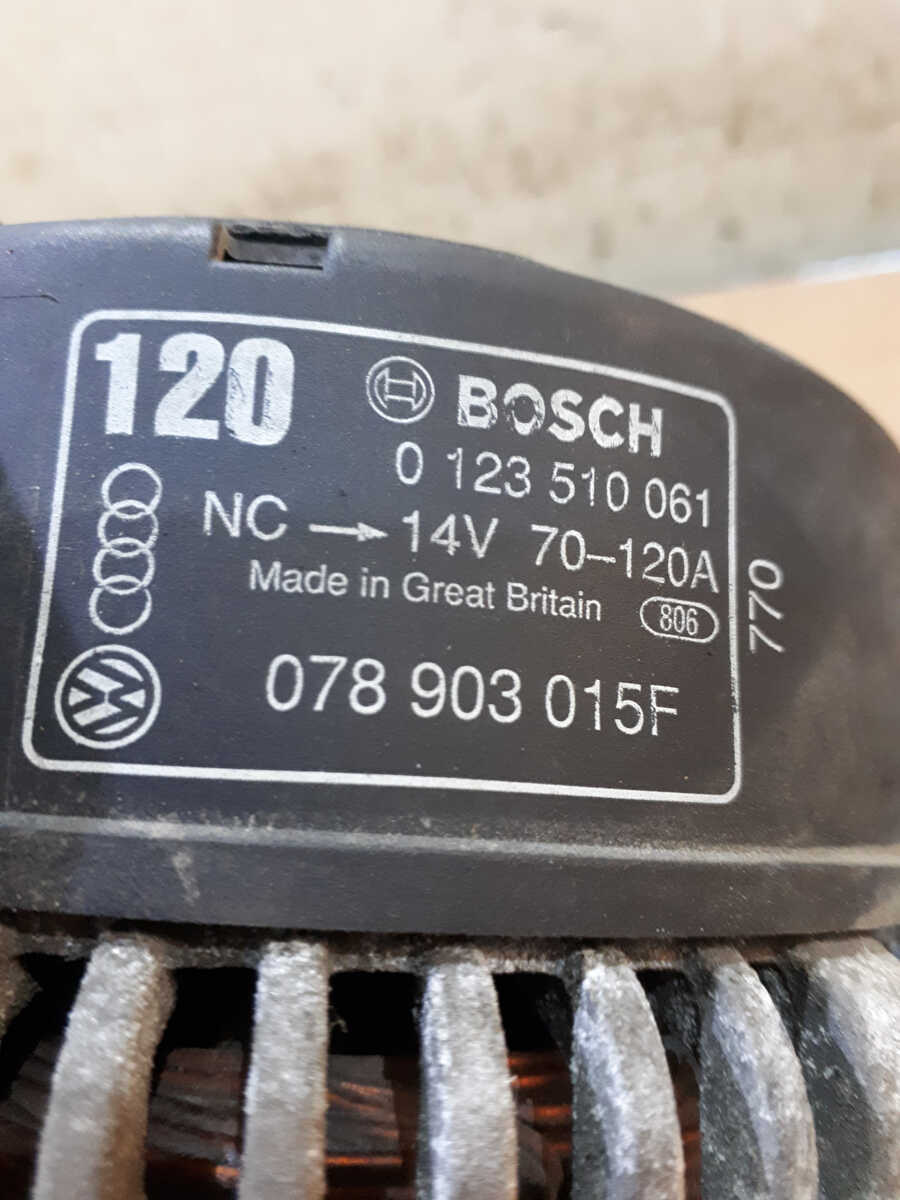 120
BOSCH
0 123 510 061
NC → 14V 70–120A
Made in Great Britain 806
078 903 015F
770